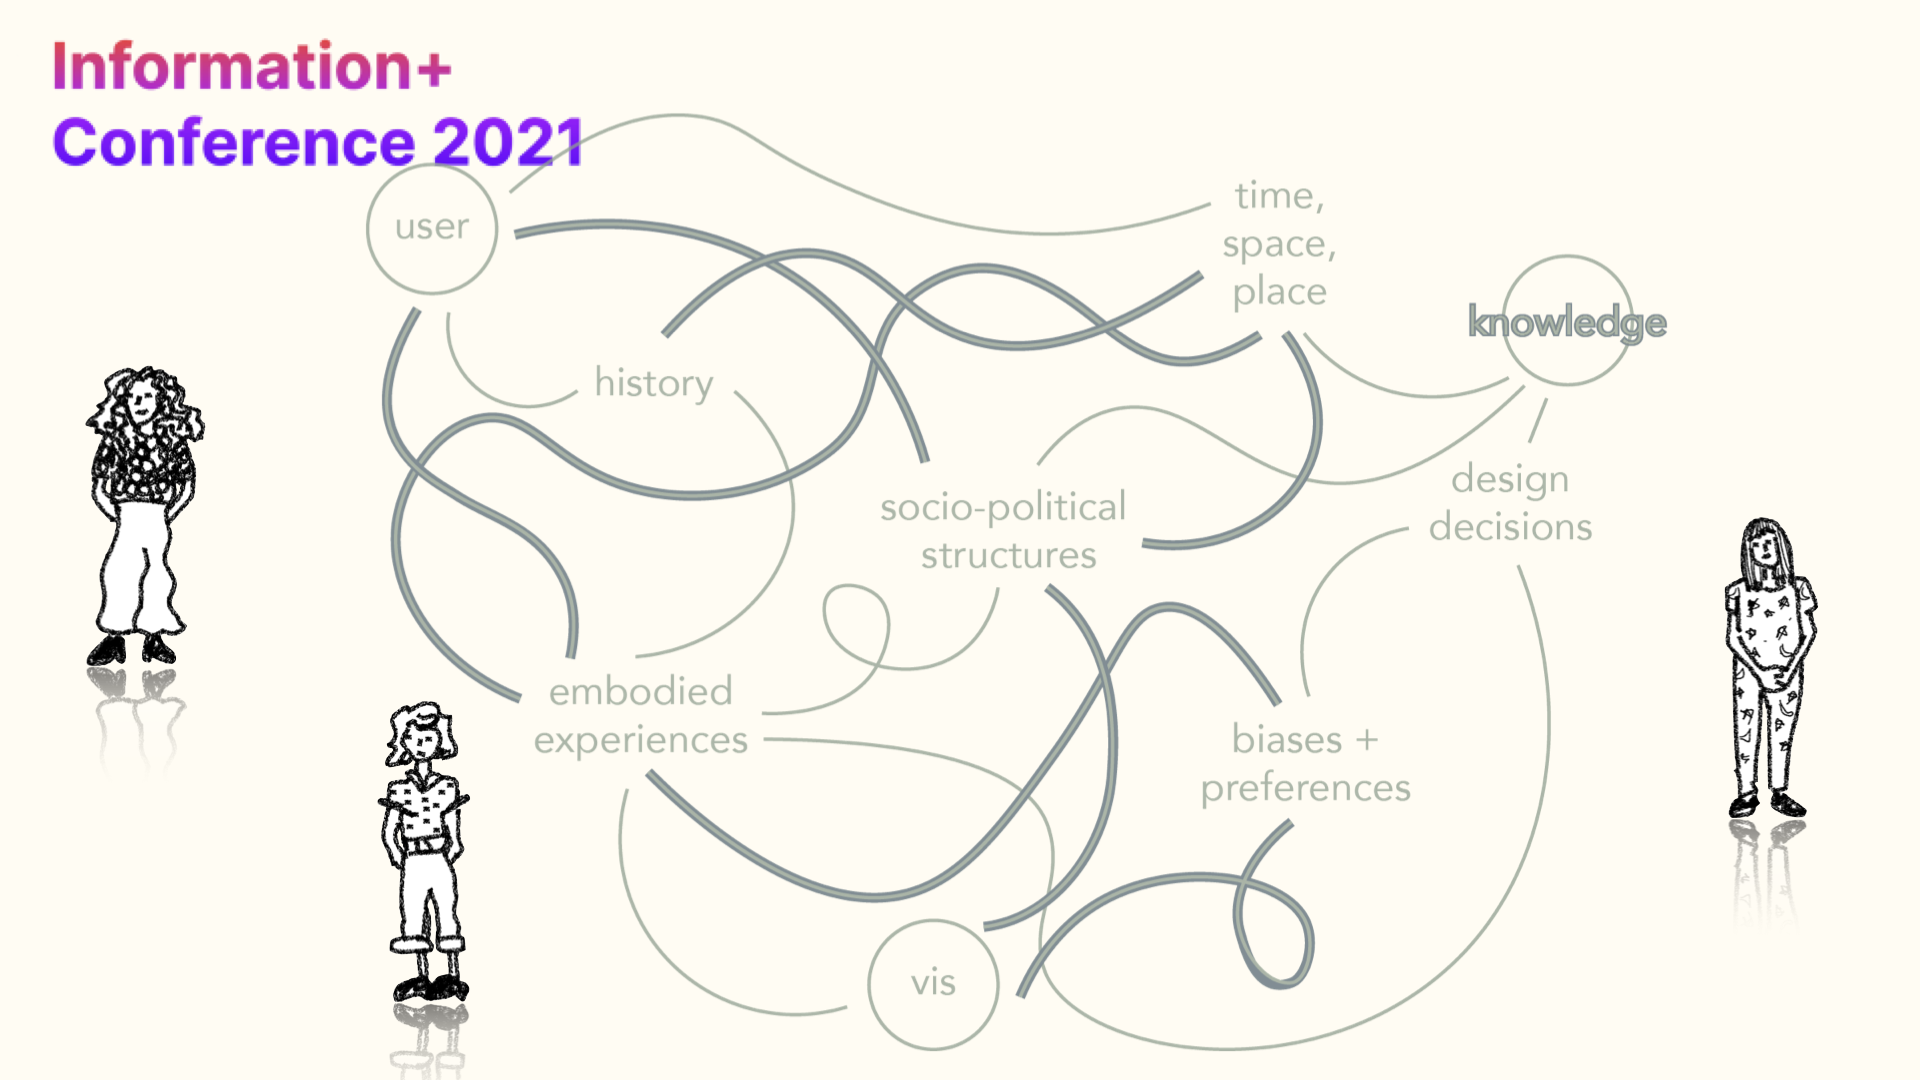 Information+
Conference 2021
user
time,
space,
place
knowledge
history
design
decisions
socio-political
structures
embodied
experiences
biases +
preferences
vis